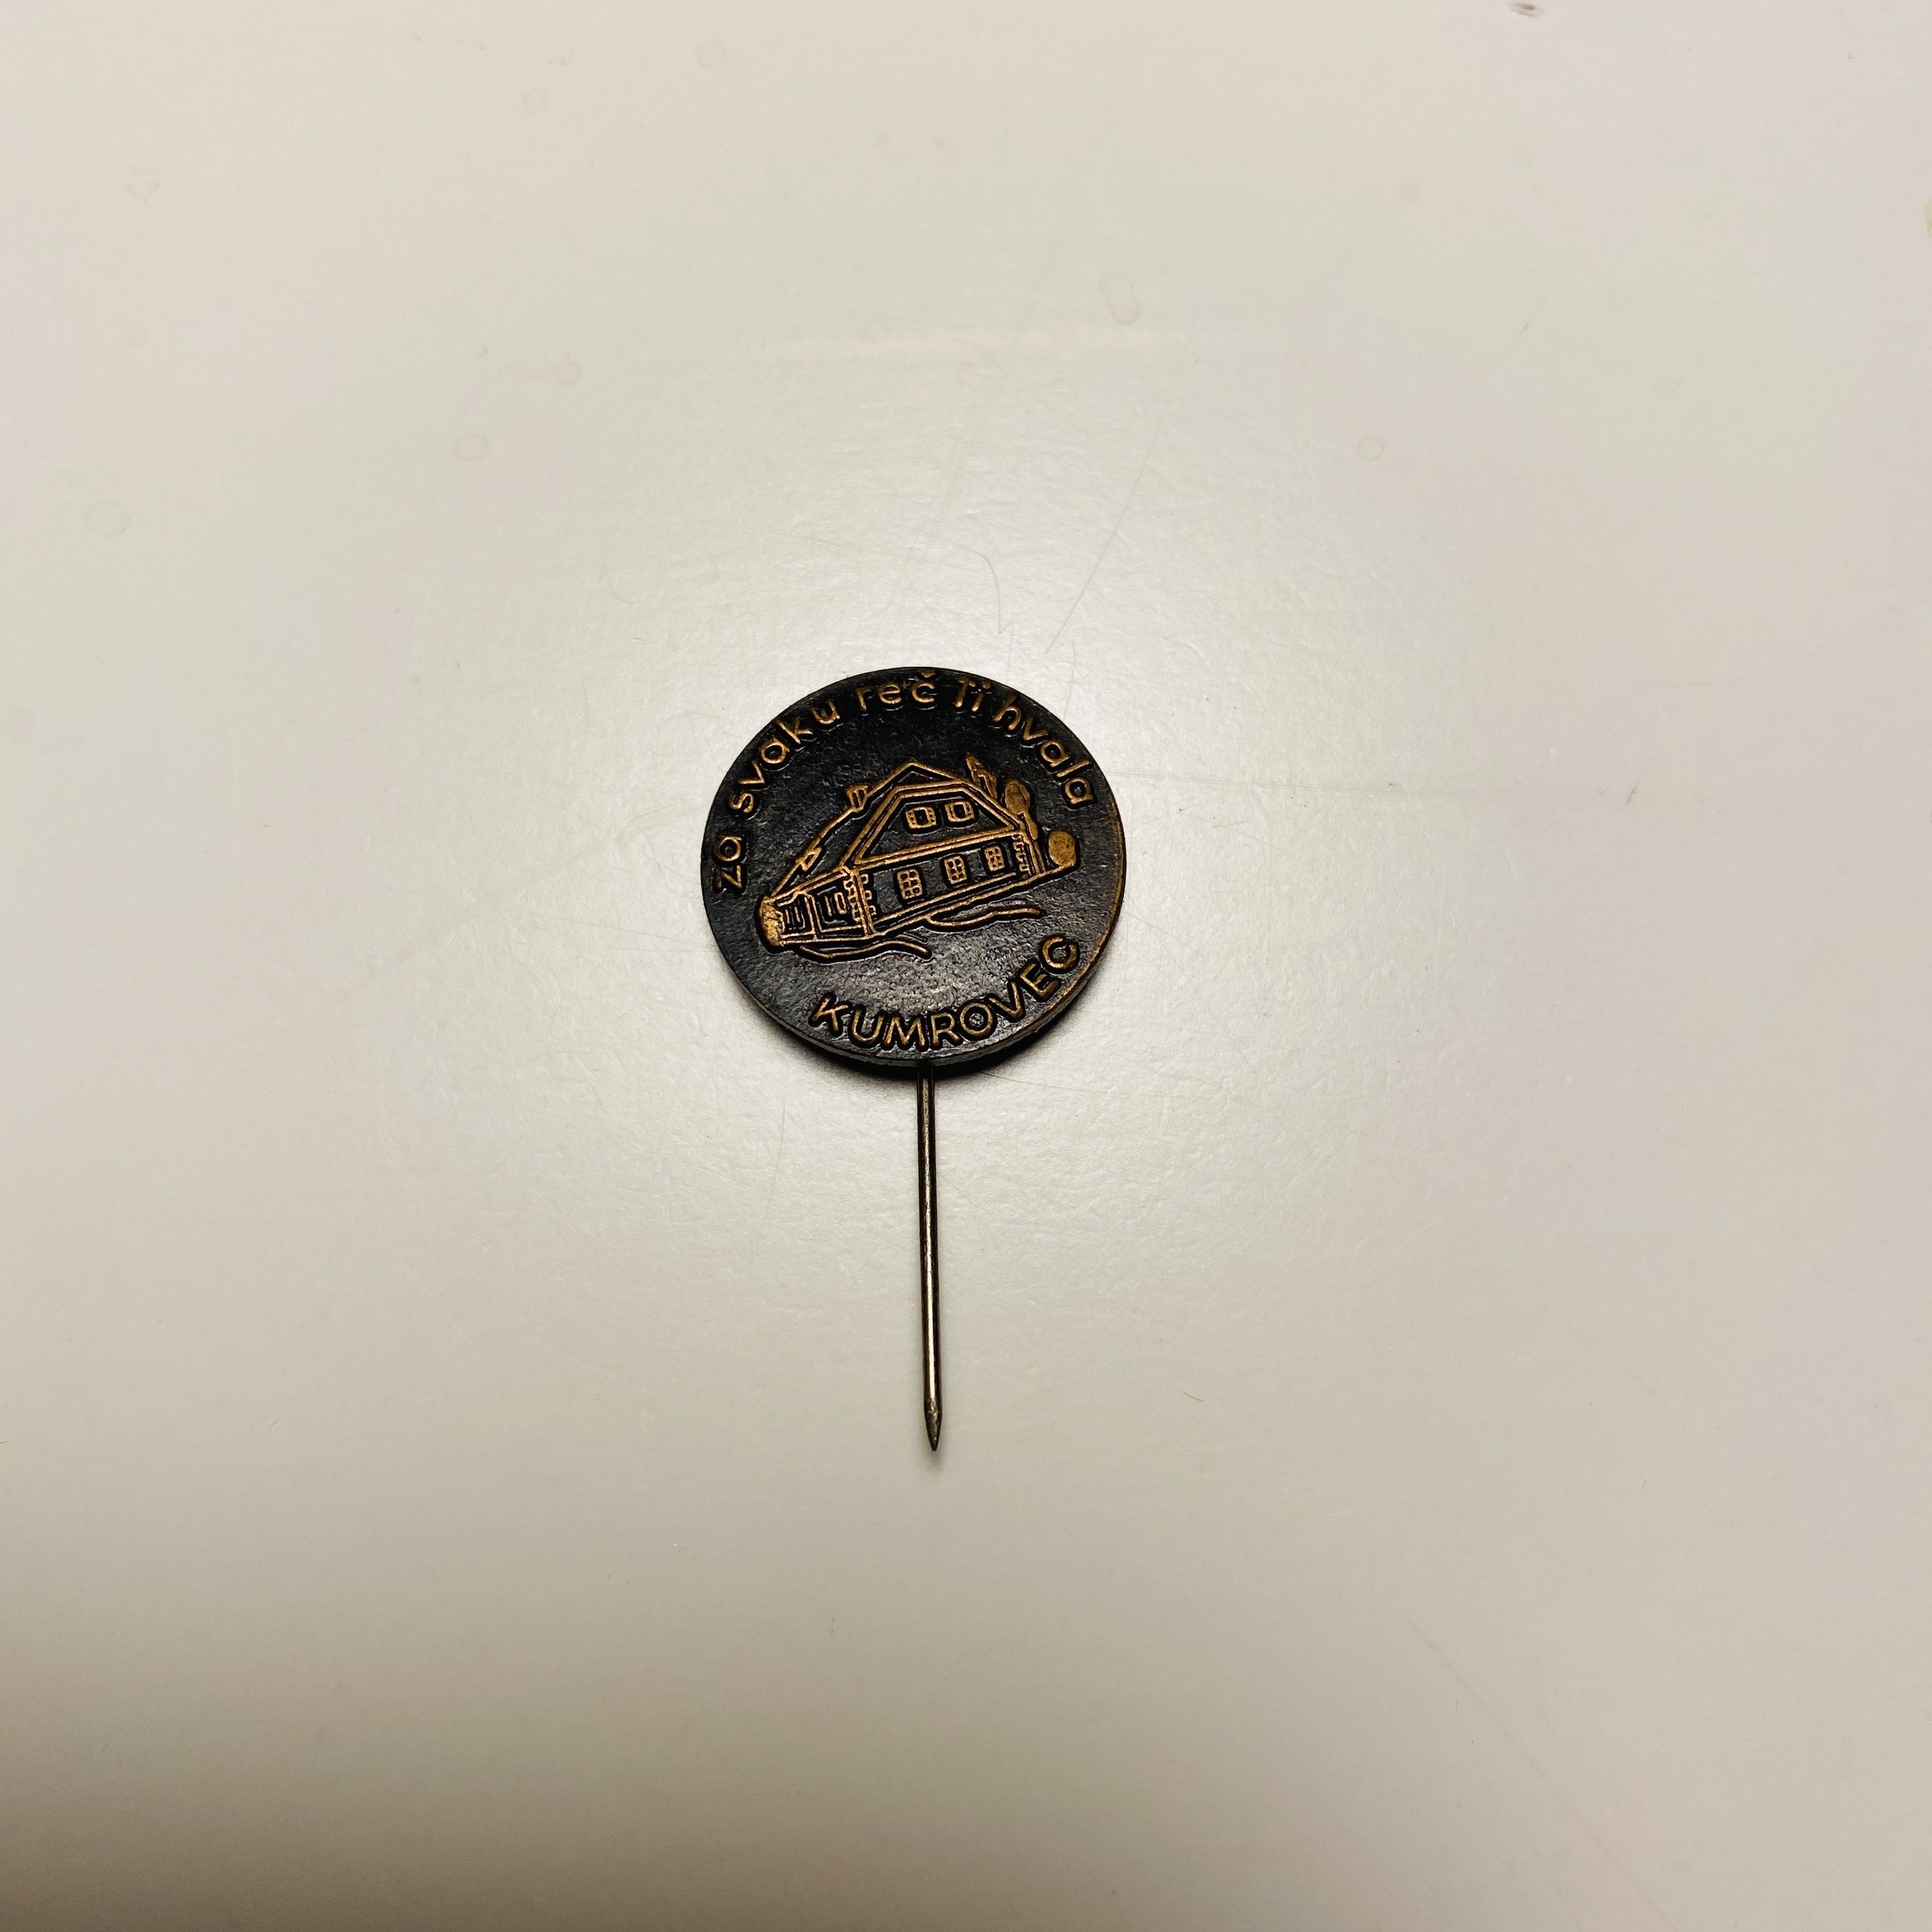 za svaku reč Ti hvala
KUMROVEC